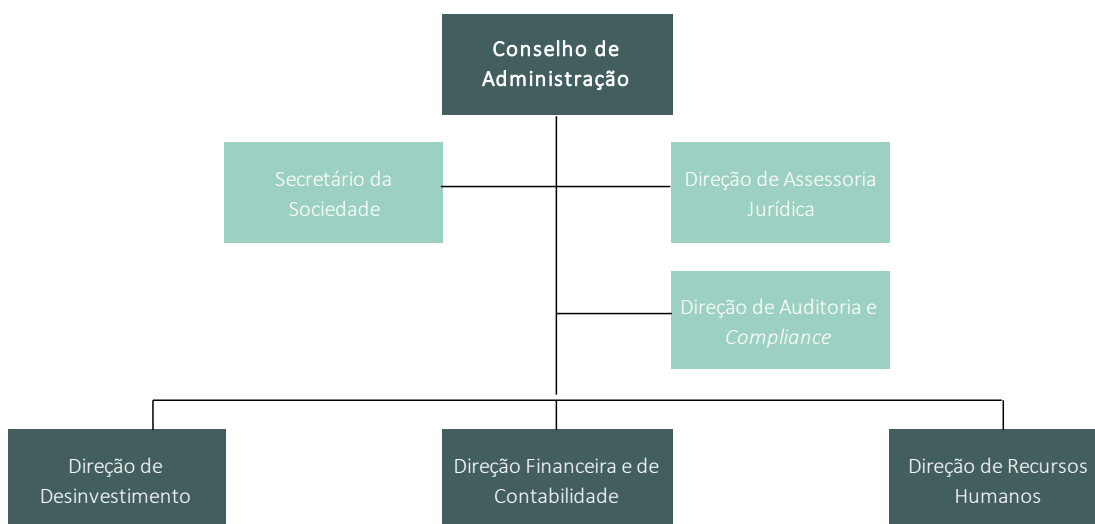 Conselho de
Administração
Secretário da
Sociedade
Direção de Assessoria
Jurídica
Direção de Auditoria e
Compliance
Direção de
Desinvestimento
Direção Financeira e de
Contabilidade
Direção de Recursos
Humanos